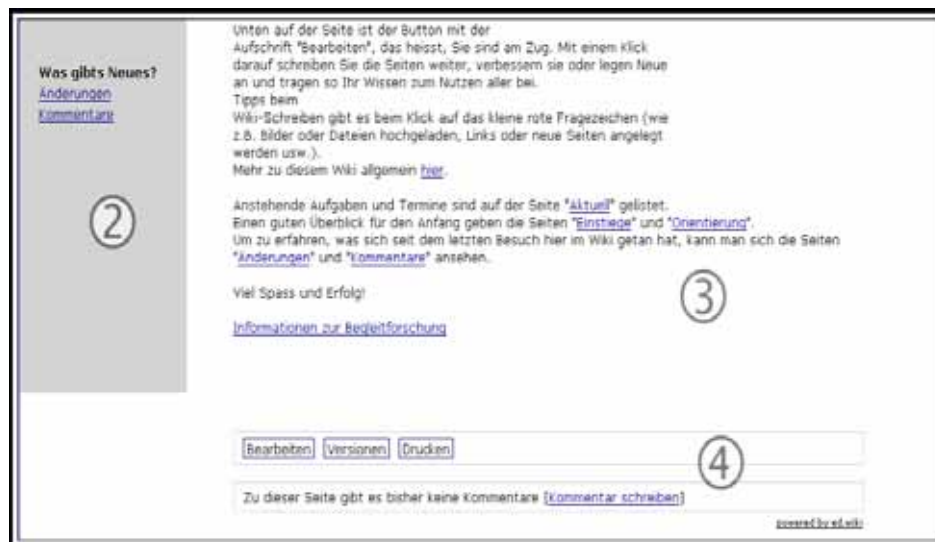 Was gibts Neues?
Änderungen
Kommentare
②
Unten auf der Seite ist der Button mit der
Aufschrift "Bearbeiten", das heisst, Sie sind am Zug. Mit einem Klick
darauf schreiben Sie die Seiten weiter, verbessern sie oder legen Neue
an und tragen so Ihr Wissen zum Nutzen aller bei.
Tipps beim
Wiki-Schreiben gibt es beim Klick auf das kleine rote Fragezeichen (wie
z.B. Bilder oder Dateien hochgeladen, Links oder neue Seiten angelegt
werden usw.).
Mehr zu diesem Wiki allgemein hier.
Anstehende Aufgaben und Termine sind auf der Seite "Aktuell" gelistet.
Einen guten Überblick für den Anfang geben die Seiten "Einstiege" und "Orientierung".
Um zu erfahren, was sich seit dem letzten Besuch hier im Wiki getan hat, kann man sich die Seiten
"Änderungen" und "Kommentare" ansehen.
③
Viel Spass und Erfolg!
Informationen zur Begleitforschung
Bearbeiten Versionen Drucken
④
Zu dieser Seite gibt es bisher keine Kommentare [Kommentar schreiben]
powered by ed.wiki